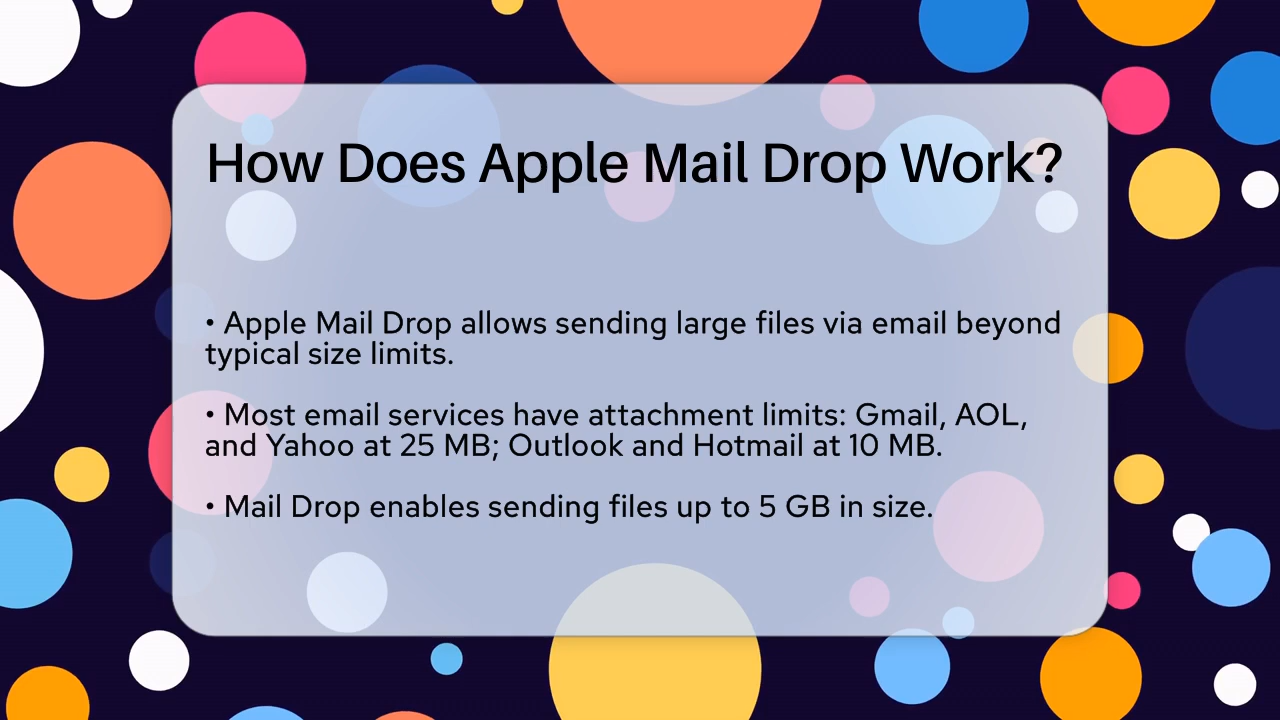 How Does Apple Mail Drop Work?
• Apple Mail Drop allows sending large files via email beyond
typical size limits.
• Most email services have attachment limits: Gmail, AOL,
and Yahoo at 25 MB; Outlook and Hotmail at 10 MB.
• Mail Drop enables sending files up to 5 GB in size.